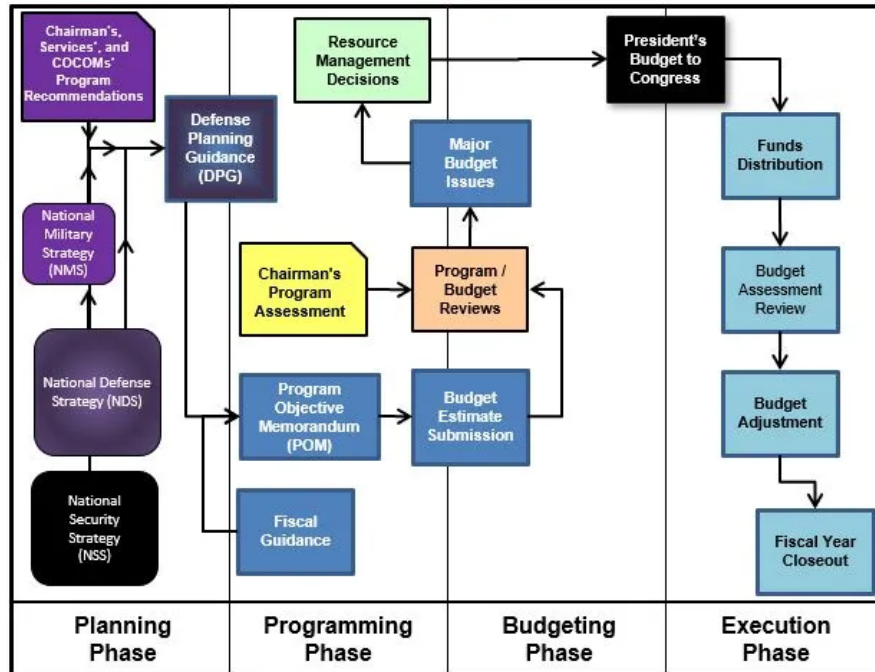 Chairman's,
Services', and
COCOMs'
Program
Recommendations
Defense
Planning
Guidance
(DPG)
National
Military
Strategy
(NMS)
National Defense
Strategy (NDS)
National
Security
Strategy
(NSS)
Resource
Management
Decisions
Major
Budget
Issues
Chairman's
Program
Assessment
Program /
Budget
Reviews
Program
Objective
Memorandum
(POM)
Budget
Estimate
Submission
Fiscal
Guidance
President's
Budget to
Congress
Funds
Distribution
Budget
Assessment
Review
Budget
Adjustment
Fiscal Year
Closeout
Planning
Phase
Programming
Phase
Budgeting
Phase
Execution
Phase